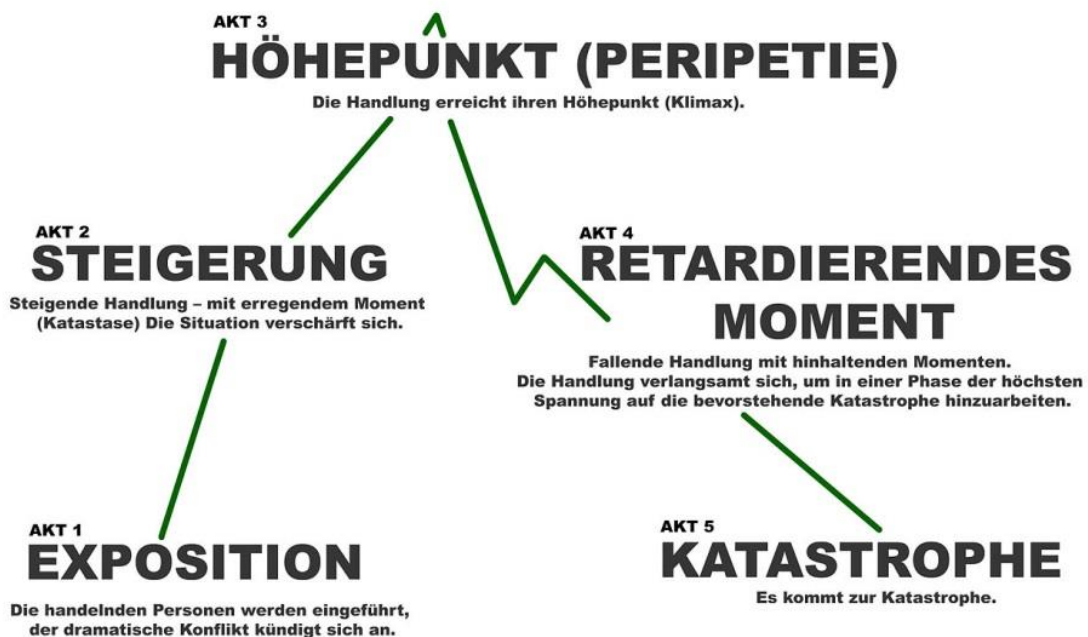 AKT 3
HÖHEPUNKT (PERIPETIE)
Die Handlung erreicht ihren Höhepunkt (Klimax).
AKT 2
STEIGERUNG
Steigende Handlung – mit erregendem Moment
(Katastase) Die Situation verschärft sich.
AKT 4
RETARDIERENDES
MOMENT
Fallende Handlung mit hinhaltenden Momenten.
Die Handlung verlangsamt sich, um in einer Phase der höchsten
Spannung auf die bevorstehende Katastrophe hinzuarbeiten.
AKT 1
EXPOSITION
Die handelnden Personen werden eingeführt,
der dramatische Konflikt kündigt sich an.
AKT 5
KATASTROPHE
Es kommt zur Katastrophe.